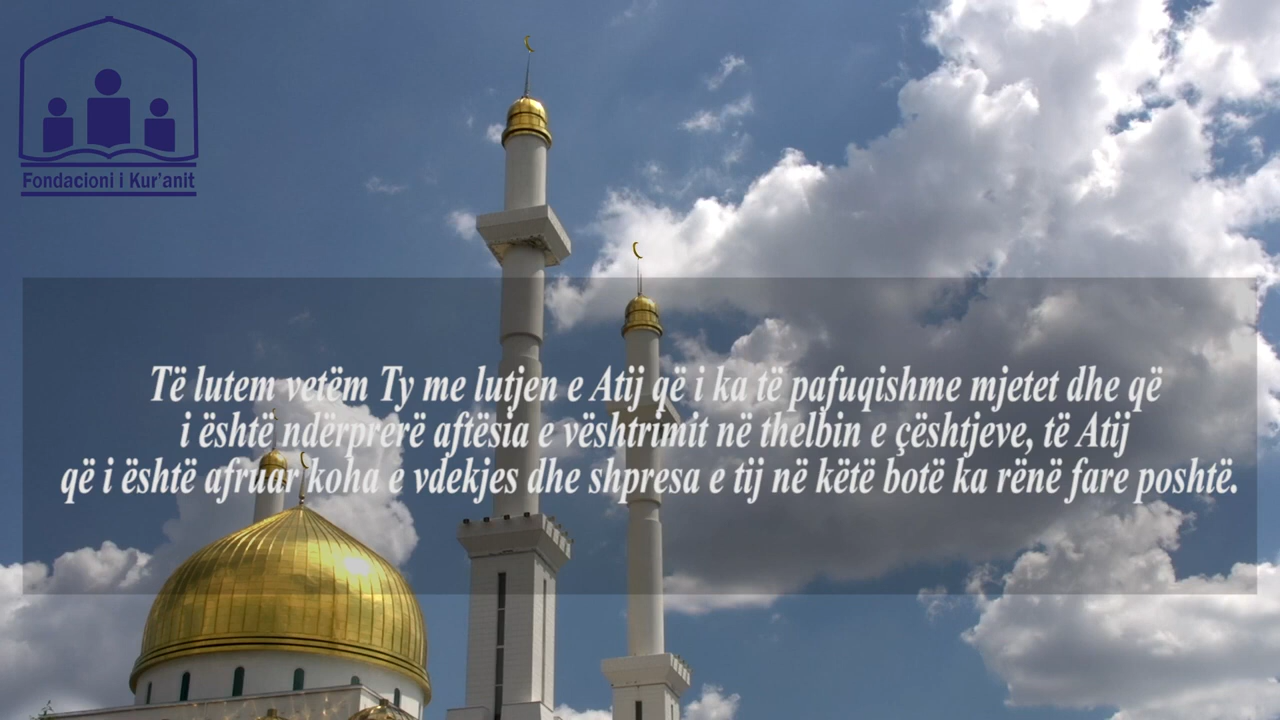 Fondacioni i Kur'anit
Të lutem vetëm Ty me lutjen e Atij që i ka të pafuqishme mjetet dhe që
i është ndërprerë aftësia e vështrimit në thelbin e çështjeve, të Atij
që i është afruar koha e vdekjes dhe shpresa e tij në këtë botë ka rënë fare poshtë.